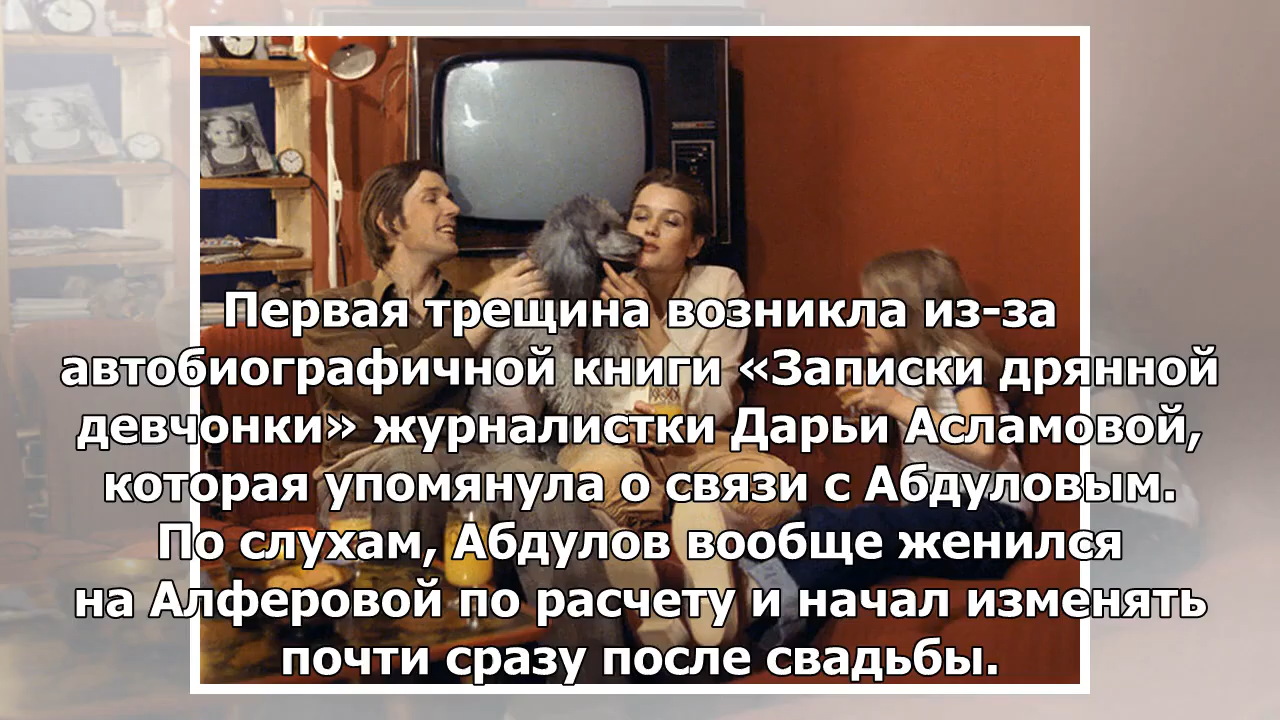 Первая трещина возникла из-за
автобиографичной книги «Записки дрянной
девчонки» журналистки Дарьи Асламовой,
которая упомянула о связи с Абдуловым.
По слухам, Абдулов вообще женился
на Алферовой по расчету и начал изменять
почти сразу после свадьбы.